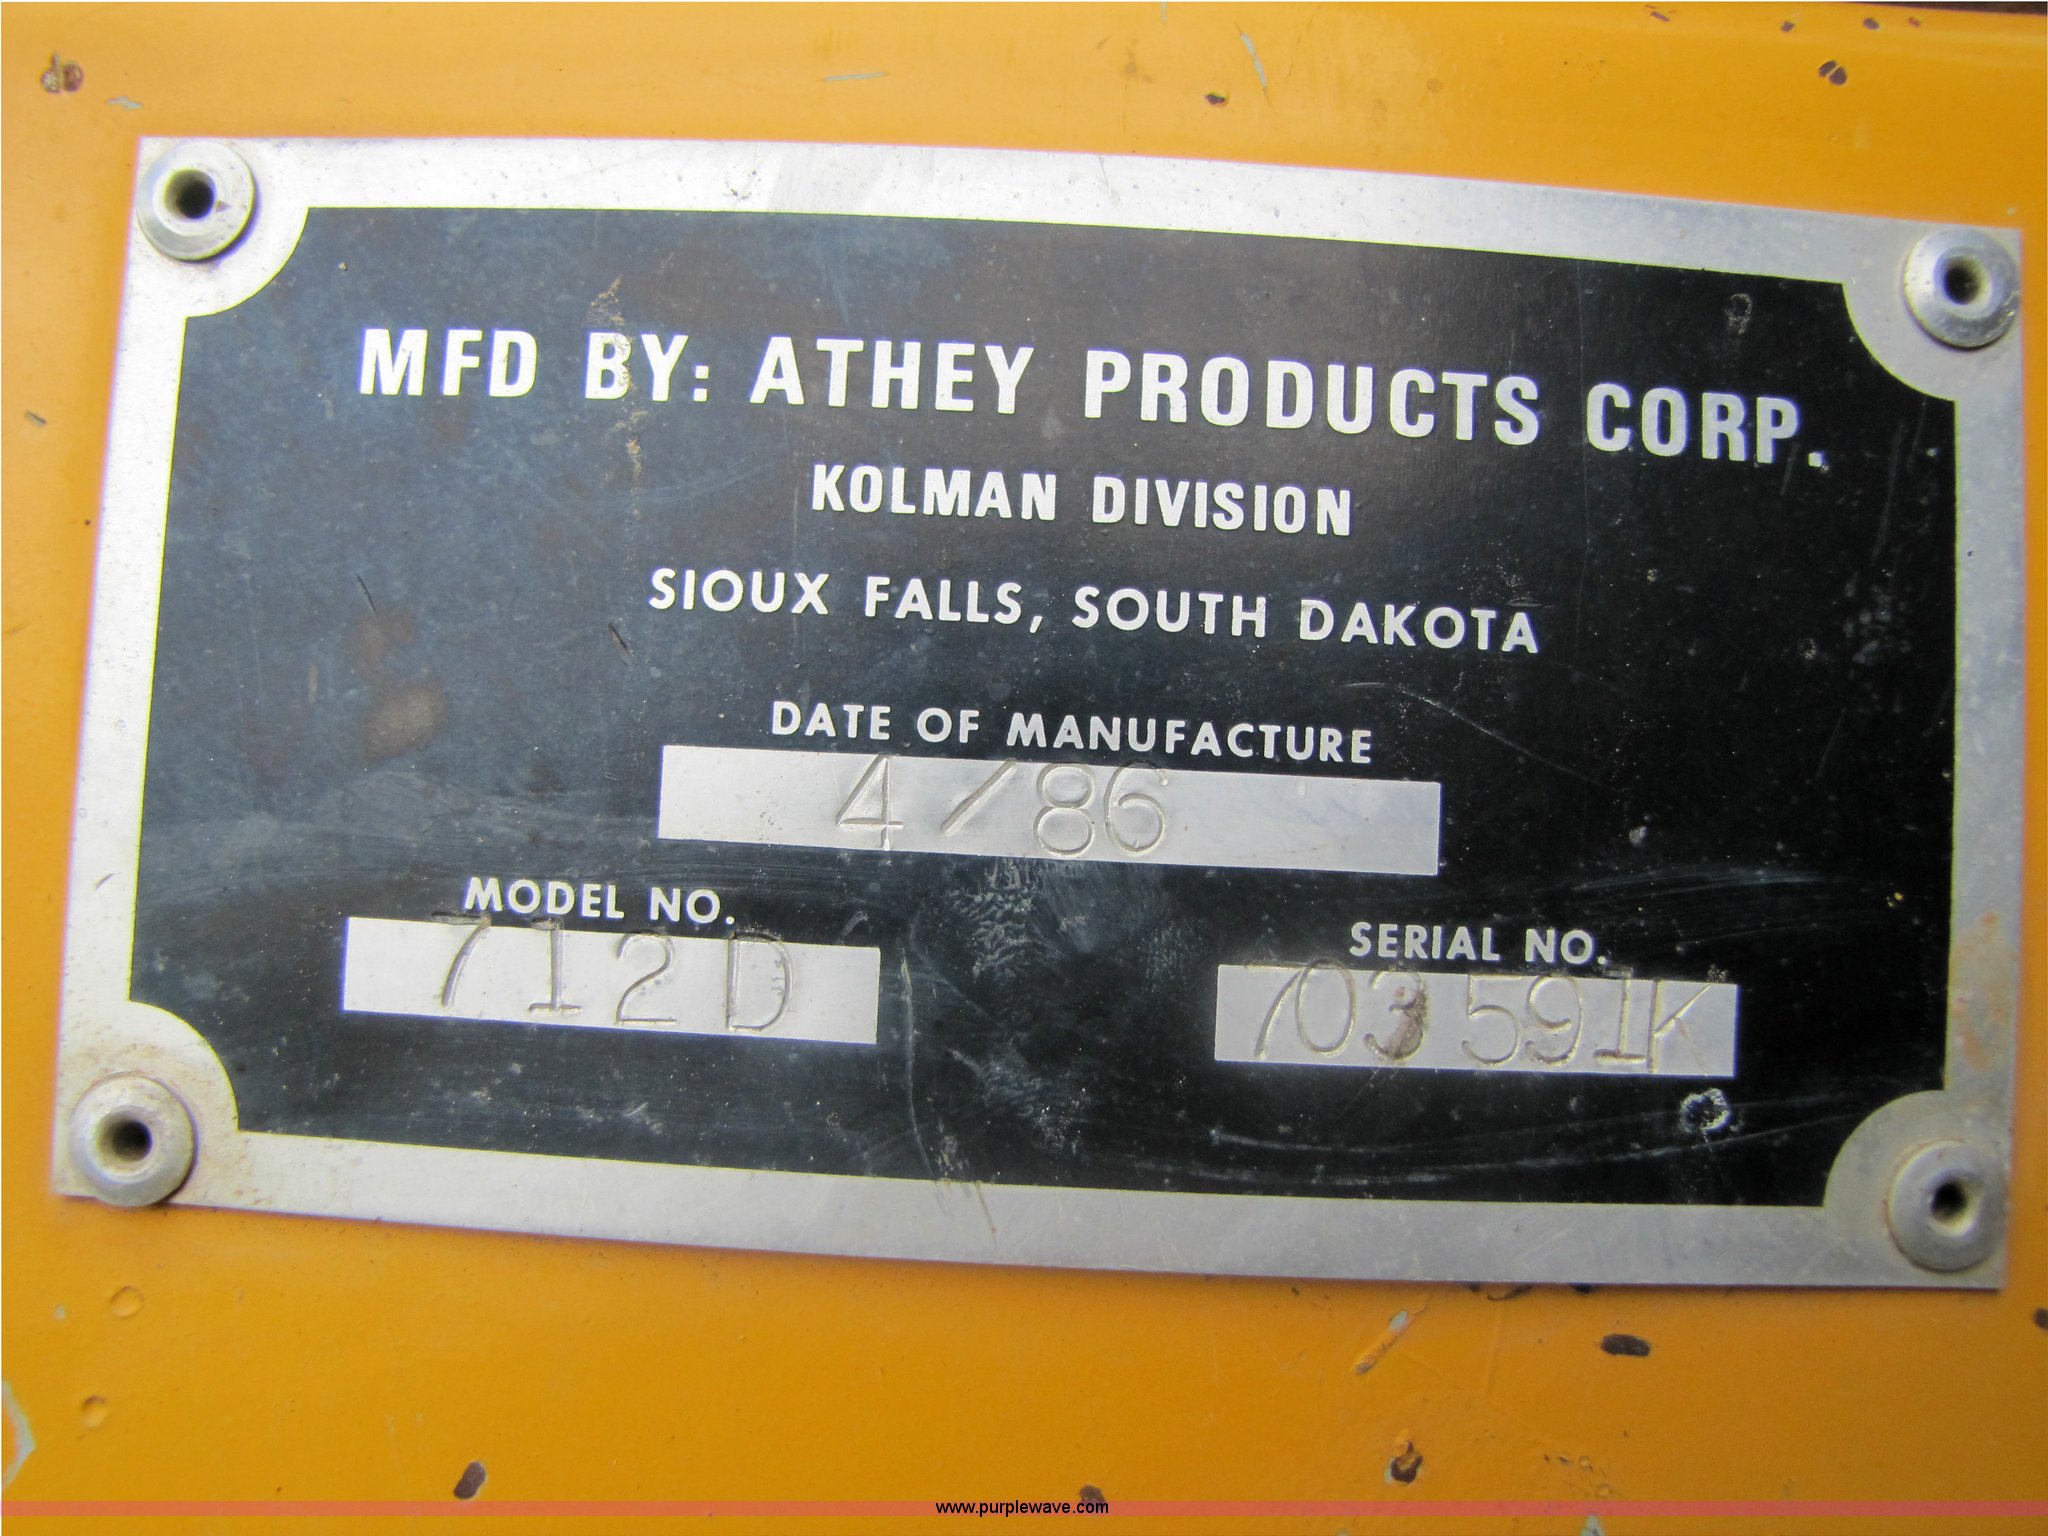 MFD BY: ATHEY PRODUCTS CORP.
KOLMAN DIVISION
SIOUX FALLS, SOUTH DAKOTA
DATE OF MANUFACTURE
4/86
MODEL NO.
712D
SERIAL NO.
703591K
www.purplewave.com